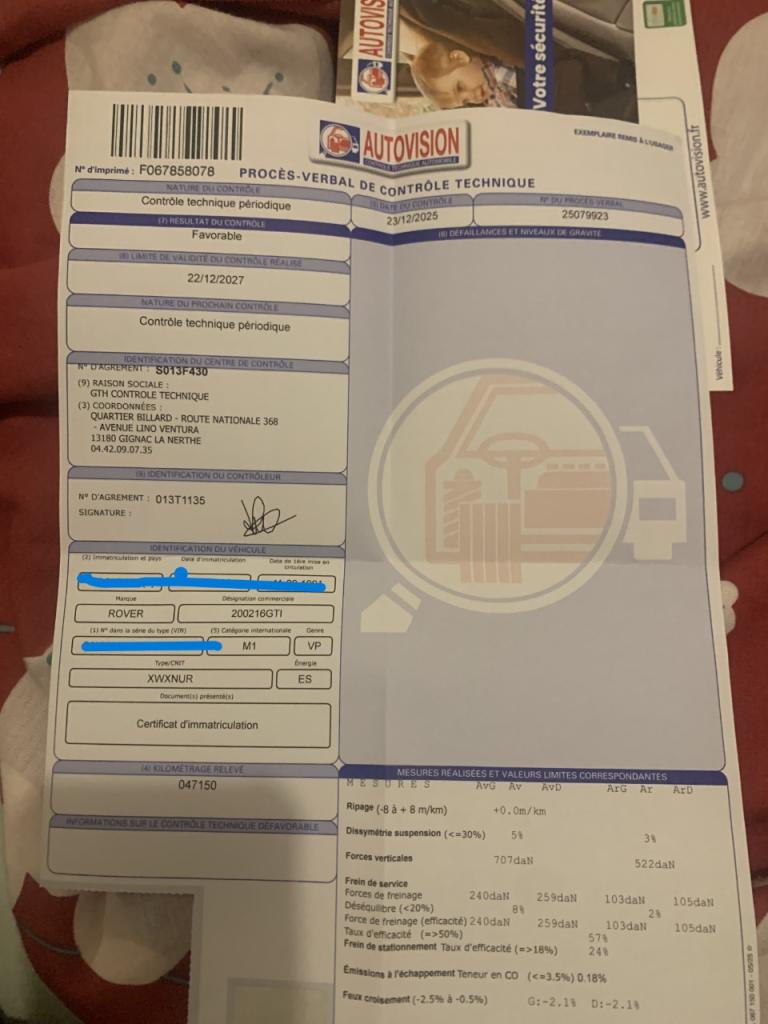 AUTOVISION
Votre sécurité
www.autovision.fr
Véhicule :
EXEMPLAIRE REMIS À L'USAGER
AUTOVISION
CONTRÔLE TECHNIQUE AUTOMOBILE
N° d'imprimé : F067858078
PROCÈS-VERBAL DE CONTRÔLE TECHNIQUE
NATURE DU CONTRÔLE
Contrôle technique périodique
(5) DATE DU CONTRÔLE
23/12/2025
N° DU PROCÈS-VERBAL
25079923
(7) RÉSULTAT DU CONTRÔLE
Favorable
(6) DÉFAILLANCES ET NIVEAUX DE GRAVITÉ
(8) LIMITE DE VALIDITÉ DU CONTRÔLE RÉALISÉ
22/12/2027
NATURE DU PROCHAIN CONTRÔLE
Contrôle technique périodique
IDENTIFICATION DU CENTRE DE CONTRÔLE
N° D'AGREMENT : S013F430
(9) RAISON SOCIALE :
GTH CONTROLE TECHNIQUE
(3) COORDONNÉES :
QUARTIER BILLARD - ROUTE NATIONALE 368
- AVENUE LINO VENTURA
13180 GIGNAC LA NERTHE
04.42.09.07.35
(9) IDENTIFICATION DU CONTRÔLEUR
N° D'AGREMENT : 013T1135
SIGNATURE :
IDENTIFICATION DU VÉHICULE
(2) Immatriculation et pays
Date d'immatriculation
Date de 1ère mise en circulation
Marque
Désignation commerciale
ROVER
200216GTI
(1) N° dans la série du type (VIN)
(5) Catégorie internationale
Genre
M1
VP
Type/CNIT
Énergie
XWXNUR
ES
Document(s) présenté(s)
Certificat d'immatriculation
(4) KILOMÉTRAGE RELEVÉ
047150
INFORMATIONS SUR LE CONTRÔLE TECHNIQUE DÉFAVORABLE
MESURES RÉALISÉES ET VALEURS LIMITES CORRESPONDANTES
MESURES AvG Av AvD ArG Ar ArD
Ripage (-8 à + 8 m/km) +0.0m/km
Dissymétrie suspension (<=30%) 5% 3%
Forces verticales 707daN 522daN
Frein de service
Forces de freinage 240daN 259daN 103daN 105daN
Déséquilibre (<20%) 8% 2%
Force de freinage (efficacité) 240daN 259daN 103daN 105daN
Taux d'efficacité (=>50%) 57%
Frein de stationnement Taux d'efficacité (=>18%) 24%
Émissions à l'échappement Teneur en CO (<=3.5%) 0.18%
Feux croisement (-2.5% à -0.5%) G:-2.1% D:-2.1%